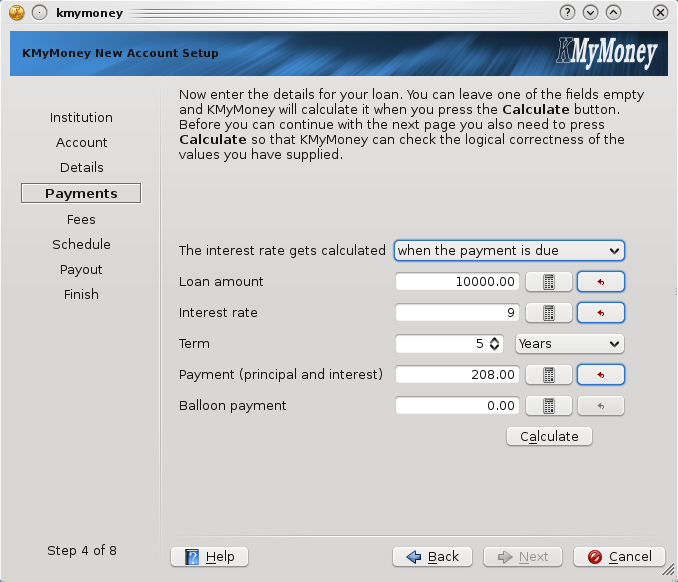 kmymoney
KMyMoney New Account Setup
KMyMoney
Now enter the details for your loan. You can leave one of the fields empty
and KMyMoney will calculate it when you press the Calculate button.
Before you can continue with the next page you also need to press
Calculate so that KMyMoney can check the logical correctness of the
values you have supplied.
Institution
Account
Details
Payments
Fees
Schedule
Payout
Finish
The interest rate gets calculated when the payment is due
Loan amount 10000.00
Interest rate 9
Term 5 Years
Payment (principal and interest) 208.00
Balloon payment 0.00
Calculate
Step 4 of 8
Help Back Next Cancel